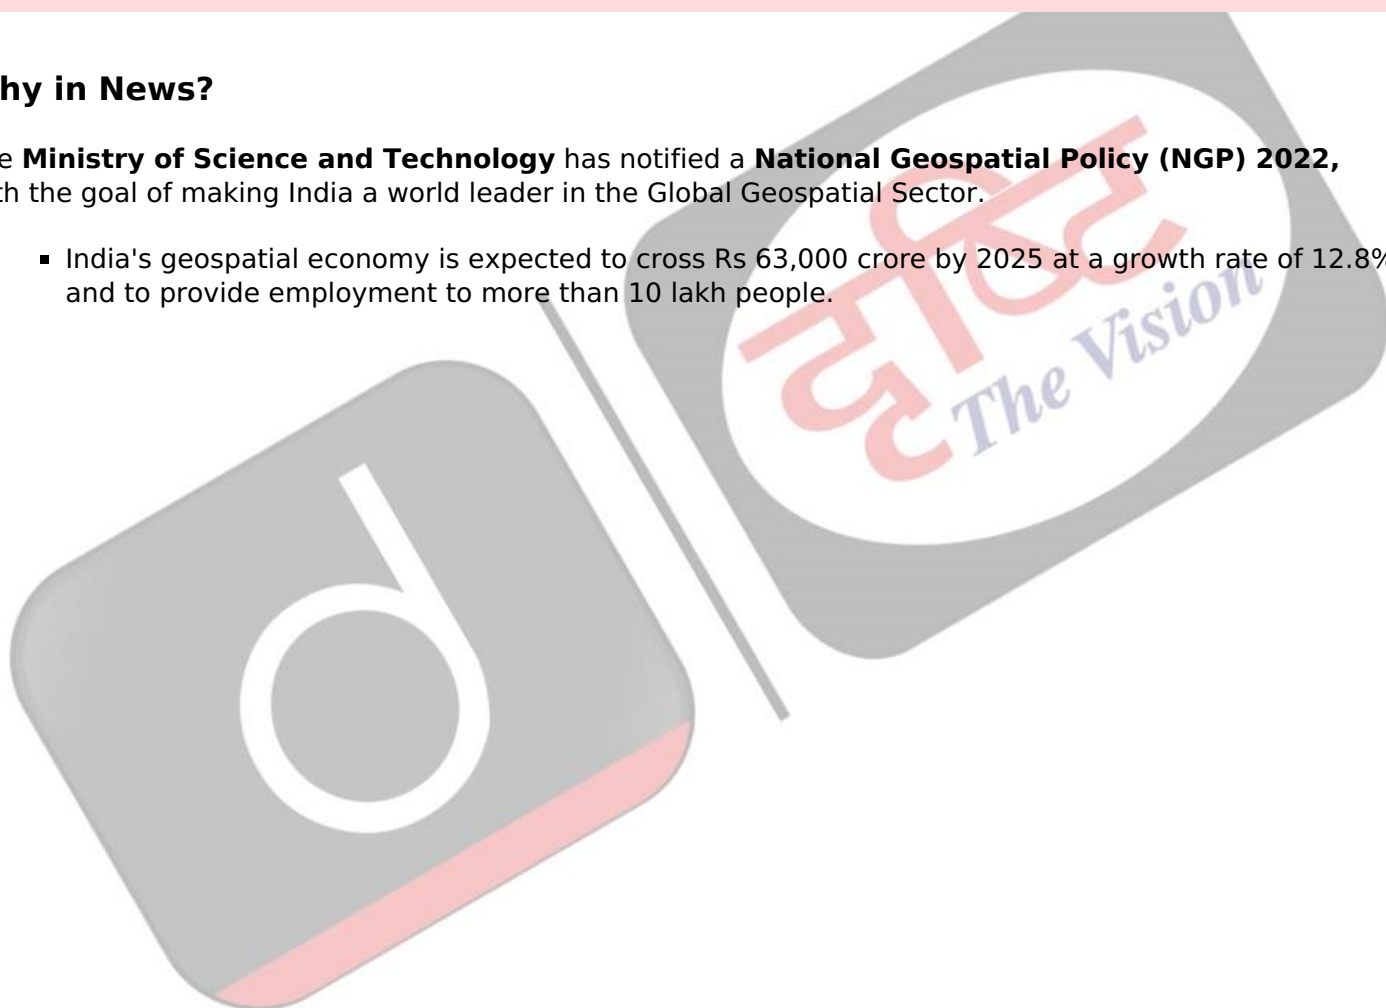 hy in News?
e Ministry of Science and Technology has notified a National Geospatial Policy (NGP) 2022,
th the goal of making India a world leader in the Global Geospatial Sector.
India's geospatial economy is expected to cross Rs 63,000 crore by 2025 at a growth rate of 12.8%
and to provide employment to more than 10 lakh people.
दृष्टि
The Vision
d